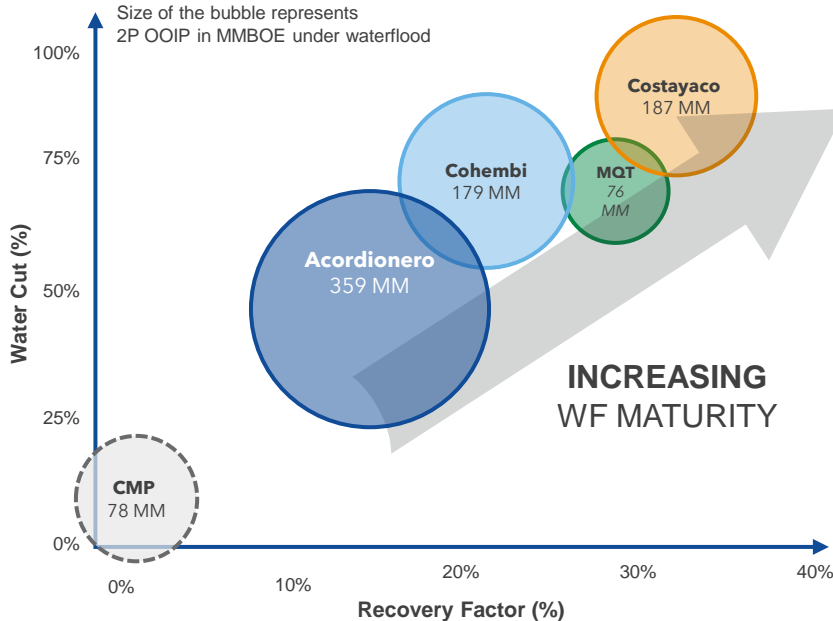 Size of the bubble represents
2P OOIP in MMBOE under waterflood
100%
75%
50%
25%
0%
Water Cut (%)
Costayaco
187 MM
Cohembi
179 MM
MQT
76
MM
Acordionero
359 MM
INCREASING
WF MATURITY
CMP
78 MM
0%
10%
20%
30%
40%
Recovery Factor (%)